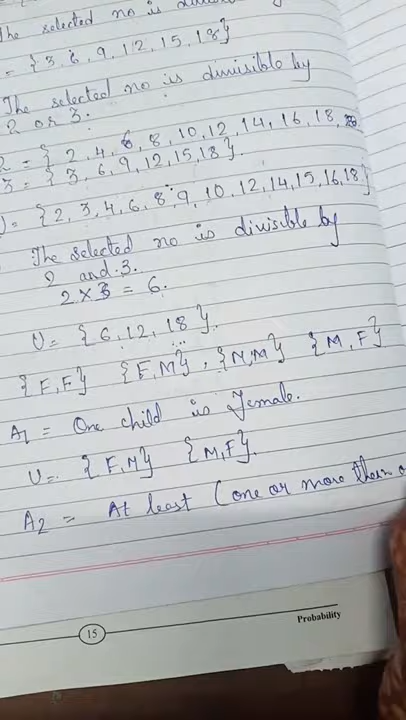 The selected no is
= {3, 6, 9, 12, 15, 18}
The selected no is divisible by
2 or 3.
2 = { 2, 4, 6, 8, 10, 12, 14, 16, 18, 20
3 = { 3, 6, 9, 12, 15, 18}.
U = {2, 3, 4, 6, 8, 9, 10, 12, 14, 15, 16, 18}
The selected no is divisible by
2 and 3.
2 × 3 = 6.
U = {6, 12, 18}.
{F, F} {F, M}, {M, M} {M, F}
A1 = One child is Female.
U = {F, M} {M, F}.
A2 = At least (one or more than
15
Probability